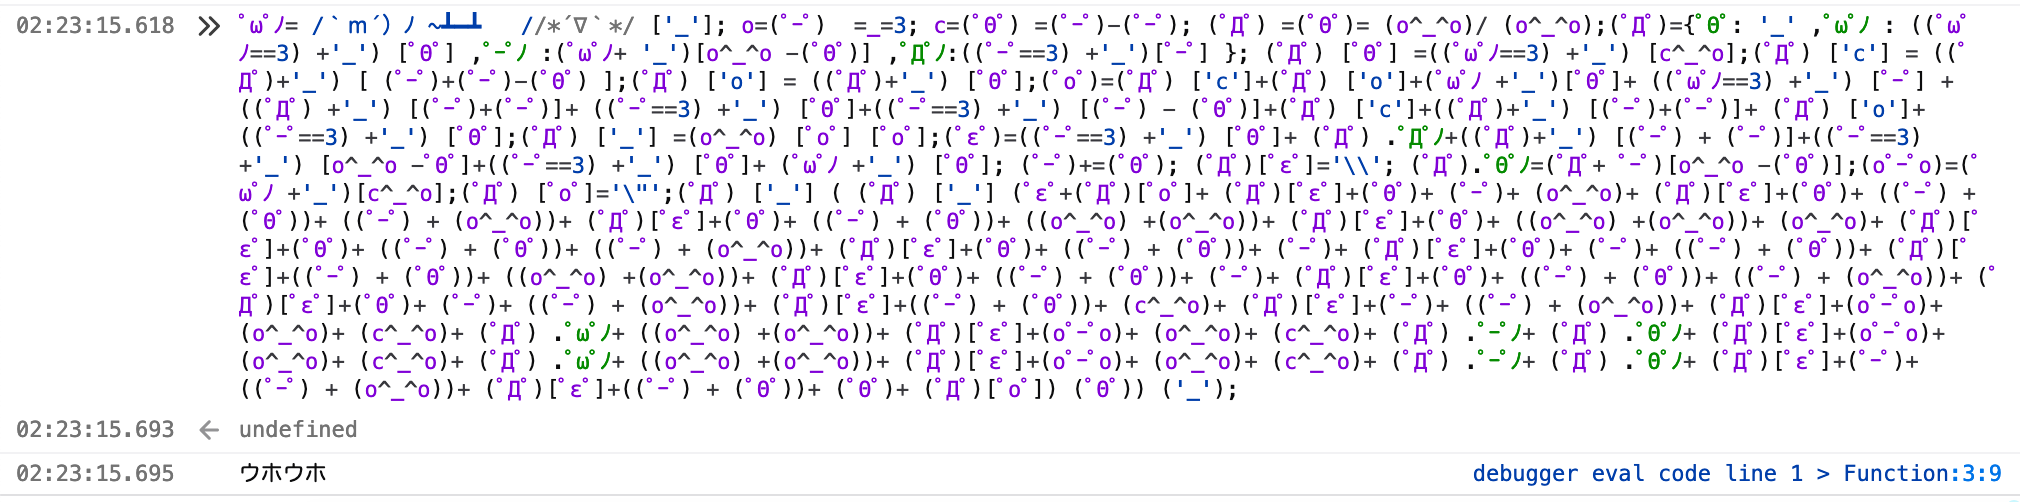 02:23:15.618 » ﾟωﾟﾉ= /｀ｍ´）ﾉ ~┻━┻   //*´∇｀*/ ['_']; o=(ﾟｰﾟ)  =_=3; c=(ﾟΘﾟ) =(ﾟｰﾟ)-(ﾟｰﾟ); (ﾟДﾟ) =(ﾟΘﾟ)= (o^_^o)/ (o^_^o);(ﾟДﾟ)={ﾟΘﾟ: '_' ,ﾟωﾟﾉ : ((ﾟω
ﾟﾉ==3) +'_') [ﾟΘﾟ] ,ﾟｰﾟﾉ :(ﾟωﾟﾉ+ '_')[o^_^o -(ﾟΘﾟ)] ,ﾟДﾟﾉ:((ﾟｰﾟ==3) +'_')[ﾟｰﾟ] }; (ﾟДﾟ) [ﾟΘﾟ] =((ﾟωﾟﾉ==3) +'_') [c^_^o];(ﾟДﾟ) ['c'] = ((ﾟ
Дﾟ)+'_') [ (ﾟｰﾟ)+(ﾟｰﾟ)-(ﾟΘﾟ) ];(ﾟДﾟ) ['o'] = ((ﾟДﾟ)+'_') [ﾟΘﾟ];(ﾟoﾟ)=(ﾟДﾟ) ['c']+(ﾟДﾟ) ['o']+(ﾟωﾟﾉ +'_')[ﾟΘﾟ]+ ((ﾟωﾟﾉ==3) +'_') [ﾟｰﾟ] +
((ﾟДﾟ) +'_') [(ﾟｰﾟ)+(ﾟｰﾟ)]+ ((ﾟｰﾟ==3) +'_') [ﾟΘﾟ]+((ﾟｰﾟ==3) +'_') [(ﾟｰﾟ) - (ﾟΘﾟ)]+(ﾟДﾟ) ['c']+((ﾟДﾟ)+'_') [(ﾟｰﾟ)+(ﾟｰﾟ)]+ (ﾟДﾟ) ['o']+
((ﾟｰﾟ==3) +'_') [ﾟΘﾟ];(ﾟДﾟ) ['_'] =(o^_^o) [ﾟoﾟ] [ﾟoﾟ];(ﾟεﾟ)=((ﾟｰﾟ==3) +'_') [ﾟΘﾟ]+ (ﾟДﾟ) .ﾟДﾟﾉ+((ﾟДﾟ)+'_') [(ﾟｰﾟ) + (ﾟｰﾟ)]+((ﾟｰﾟ==3)
+'_') [o^_^o -ﾟΘﾟ]+((ﾟｰﾟ==3) +'_') [ﾟΘﾟ]+ (ﾟωﾟﾉ +'_') [ﾟΘﾟ]; (ﾟｰﾟ)+=(ﾟΘﾟ); (ﾟДﾟ)[ﾟεﾟ]='\\'; (ﾟДﾟ).ﾟΘﾟﾉ=(ﾟДﾟ+ ﾟｰﾟ)[o^_^o -(ﾟΘﾟ)];(oﾟｰﾟo)=(ﾟ
ωﾟﾉ +'_')[c^_^o];(ﾟДﾟ) [ﾟoﾟ]='\"';(ﾟДﾟ) ['_'] ( (ﾟДﾟ) ['_'] (ﾟεﾟ+(ﾟДﾟ)[ﾟoﾟ]+ (ﾟДﾟ)[ﾟεﾟ]+(ﾟΘﾟ)+ (ﾟｰﾟ)+ (o^_^o)+ (ﾟДﾟ)[ﾟεﾟ]+(ﾟΘﾟ)+ ((ﾟｰﾟ) +
(ﾟΘﾟ))+ ((ﾟｰﾟ) + (o^_^o))+ (ﾟДﾟ)[ﾟεﾟ]+(ﾟΘﾟ)+ ((ﾟｰﾟ) + (ﾟΘﾟ))+ ((o^_^o) +(o^_^o))+ (ﾟДﾟ)[ﾟεﾟ]+(ﾟΘﾟ)+ ((o^_^o) +(o^_^o))+ (o^_^o)+ (ﾟДﾟ)[ﾟ
εﾟ]+(ﾟΘﾟ)+ ((ﾟｰﾟ) + (ﾟΘﾟ))+ ((ﾟｰﾟ) + (o^_^o))+ (ﾟДﾟ)[ﾟεﾟ]+(ﾟΘﾟ)+ ((ﾟｰﾟ) + (ﾟΘﾟ))+ (ﾟｰﾟ)+ (ﾟДﾟ)[ﾟεﾟ]+(ﾟΘﾟ)+ (ﾟｰﾟ)+ ((ﾟｰﾟ) + (ﾟΘﾟ))+ (ﾟДﾟ)[ﾟ
εﾟ]+((ﾟｰﾟ) + (ﾟΘﾟ))+ ((o^_^o) +(o^_^o))+ (ﾟДﾟ)[ﾟεﾟ]+(ﾟΘﾟ)+ ((ﾟｰﾟ) + (ﾟΘﾟ))+ (ﾟｰﾟ)+ (ﾟДﾟ)[ﾟεﾟ]+(ﾟΘﾟ)+ ((ﾟｰﾟ) + (ﾟΘﾟ))+ ((ﾟｰﾟ) + (o^_^o))+ (ﾟ
Дﾟ)[ﾟεﾟ]+(ﾟΘﾟ)+ (ﾟｰﾟ)+ ((ﾟｰﾟ) + (o^_^o))+ (ﾟДﾟ)[ﾟεﾟ]+((ﾟｰﾟ) + (ﾟΘﾟ))+ (c^_^o)+ (ﾟДﾟ)[ﾟεﾟ]+(ﾟｰﾟ)+ ((ﾟｰﾟ) + (o^_^o))+ (ﾟДﾟ)[ﾟεﾟ]+(oﾟｰﾟo)+
(o^_^o)+ (c^_^o)+ (ﾟДﾟ) .ﾟωﾟﾉ+ ((o^_^o) +(o^_^o))+ (ﾟДﾟ)[ﾟεﾟ]+(oﾟｰﾟo)+ (o^_^o)+ (c^_^o)+ (ﾟДﾟ) .ﾟｰﾟﾉ+ (ﾟДﾟ) .ﾟΘﾟﾉ+ (ﾟДﾟ)[ﾟεﾟ]+(oﾟｰﾟo)+
(o^_^o)+ (c^_^o)+ (ﾟДﾟ) .ﾟωﾟﾉ+ ((o^_^o) +(o^_^o))+ (ﾟДﾟ)[ﾟεﾟ]+(oﾟｰﾟo)+ (o^_^o)+ (c^_^o)+ (ﾟДﾟ) .ﾟｰﾟﾉ+ (ﾟДﾟ) .ﾟΘﾟﾉ+ (ﾟДﾟ)[ﾟεﾟ]+(ﾟｰﾟ)+
((ﾟｰﾟ) + (o^_^o))+ (ﾟДﾟ)[ﾟεﾟ]+((ﾟｰﾟ) + (ﾟΘﾟ))+ (ﾟΘﾟ)+ (ﾟДﾟ)[ﾟoﾟ]) (ﾟΘﾟ)) ('_');
02:23:15.693 ← undefined
02:23:15.695 ウホウホ debugger eval code line 1 > Function:3:9